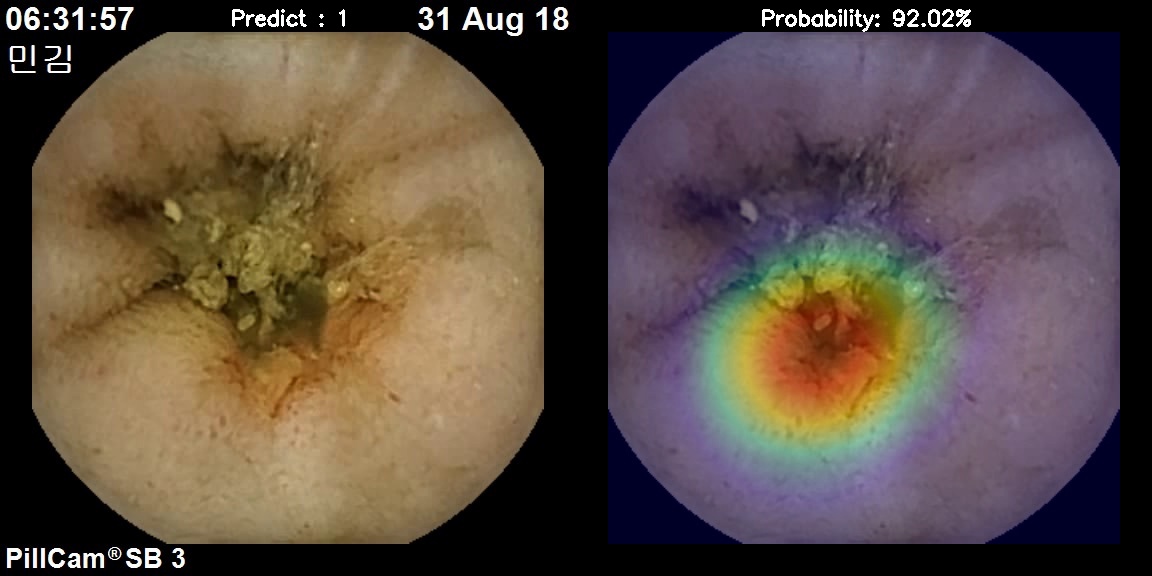 06:31:57
Predict : 1
31 Aug 18
Probability: 92.02%
민김
PillCam® SB 3